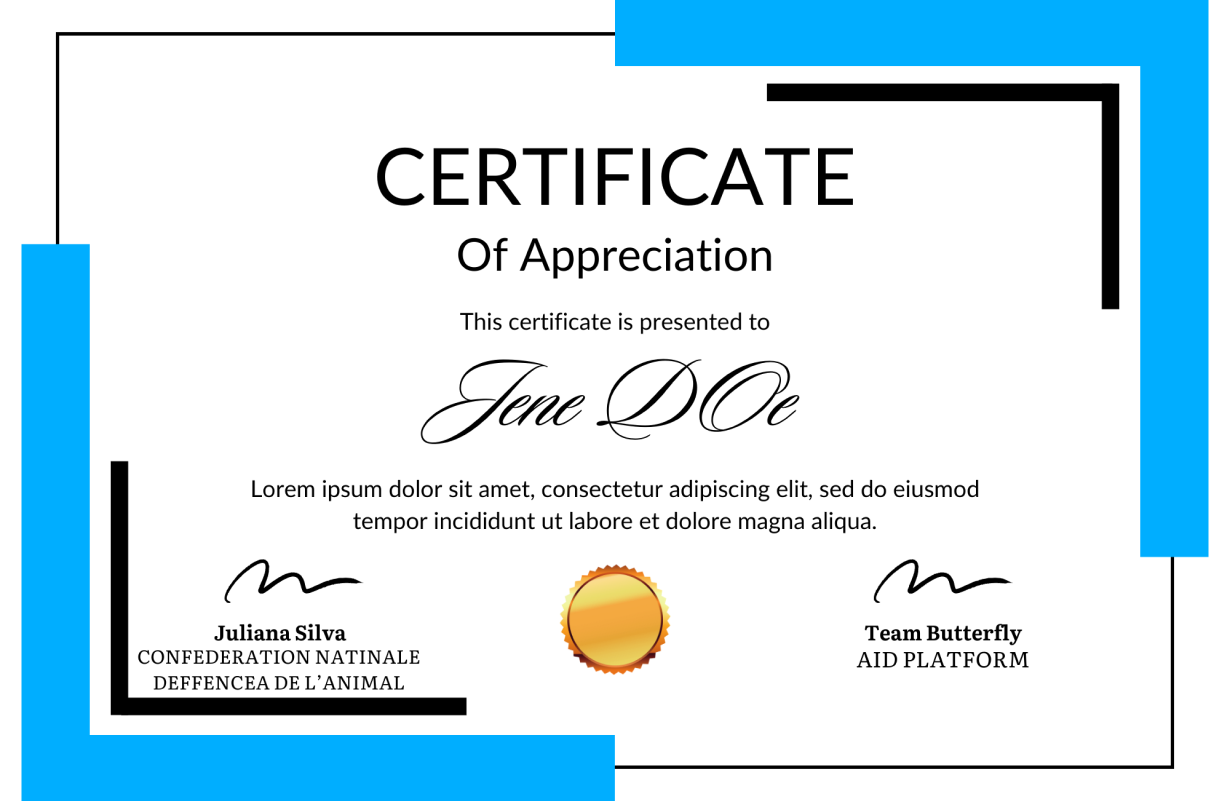 CERTIFICATE
Of Appreciation
This certificate is presented to
Jene DOe
Lorem ipsum dolor sit amet, consectetur adipiscing elit, sed do eiusmod
tempor incididunt ut labore et dolore magna aliqua.
Juliana Silva
CONFEDERATION NATINALE
DEFFENCEA DE L’ANIMAL
Team Butterfly
AID PLATFORM